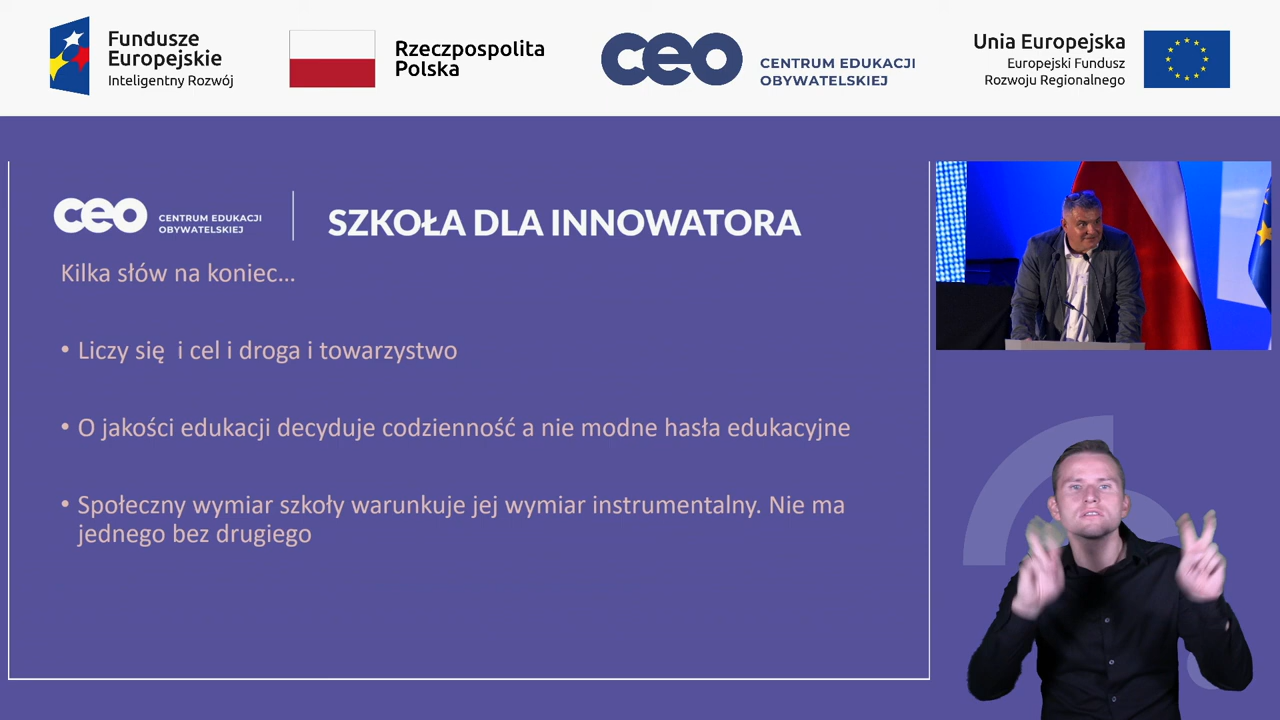 Fundusze
Europejskie
Inteligentny Rozwój
Rzeczpospolita
Polska
ceo
CENTRUM EDUKACJI
OBYWATELSKIEJ
Unia Europejska
Europejski Fundusz
Rozwoju Regionalnego
ceo
CENTRUM EDUKACJI
OBYWATELSKIEJ
SZKOŁA DLA INNOWATORA
Kilka słów na koniec...
• Liczy się  i cel i droga i towarzystwo
• O jakości edukacji decyduje codzienność a nie modne hasła edukacyjne
• Społeczny wymiar szkoły warunkuje jej wymiar instrumentalny. Nie ma
jednego bez drugiego